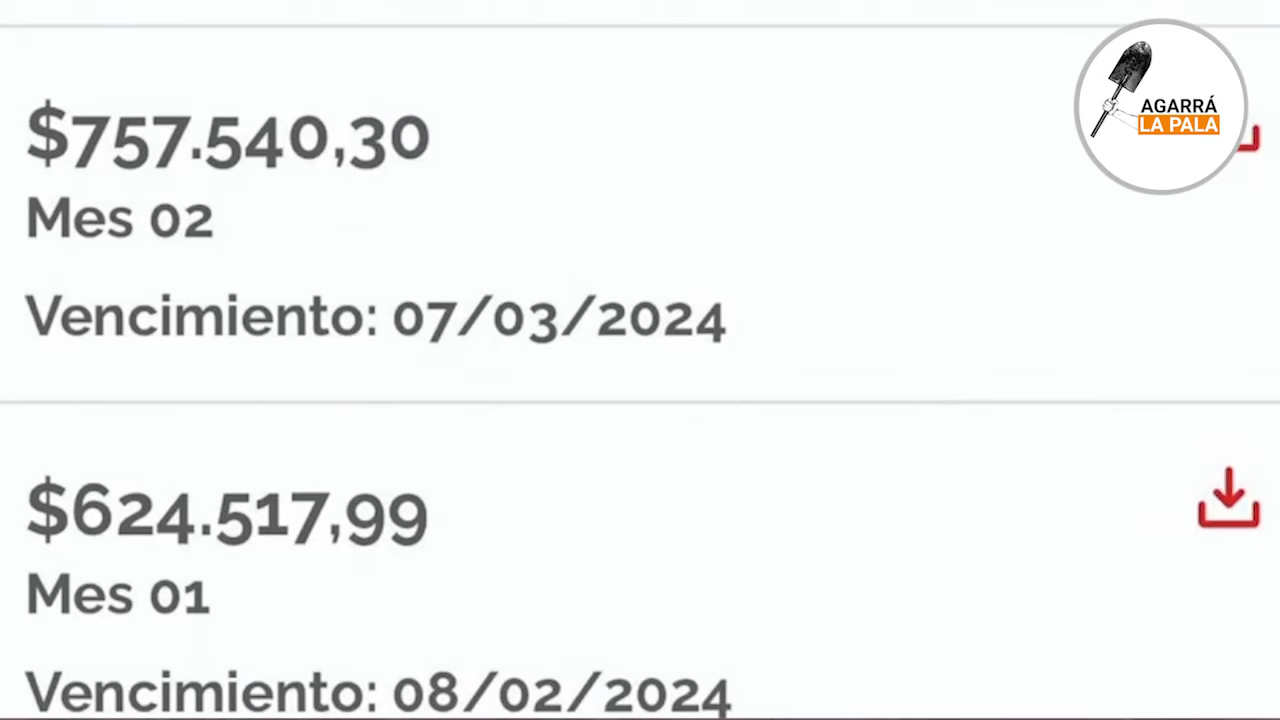 AGARRÁ
LA PALA
$757.540,30
Mes 02
Vencimiento: 07/03/2024
$624.517,99
Mes 01
Vencimiento: 08/02/2024